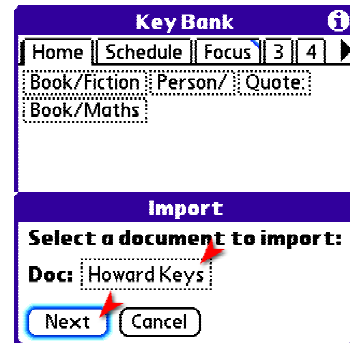 Key Bank i
Home Schedule Focus 3 4
Book/Fiction Person/ Quote:
Book/Maths
Import
Select a document to import:
Doc: Howard Keys
Next Cancel